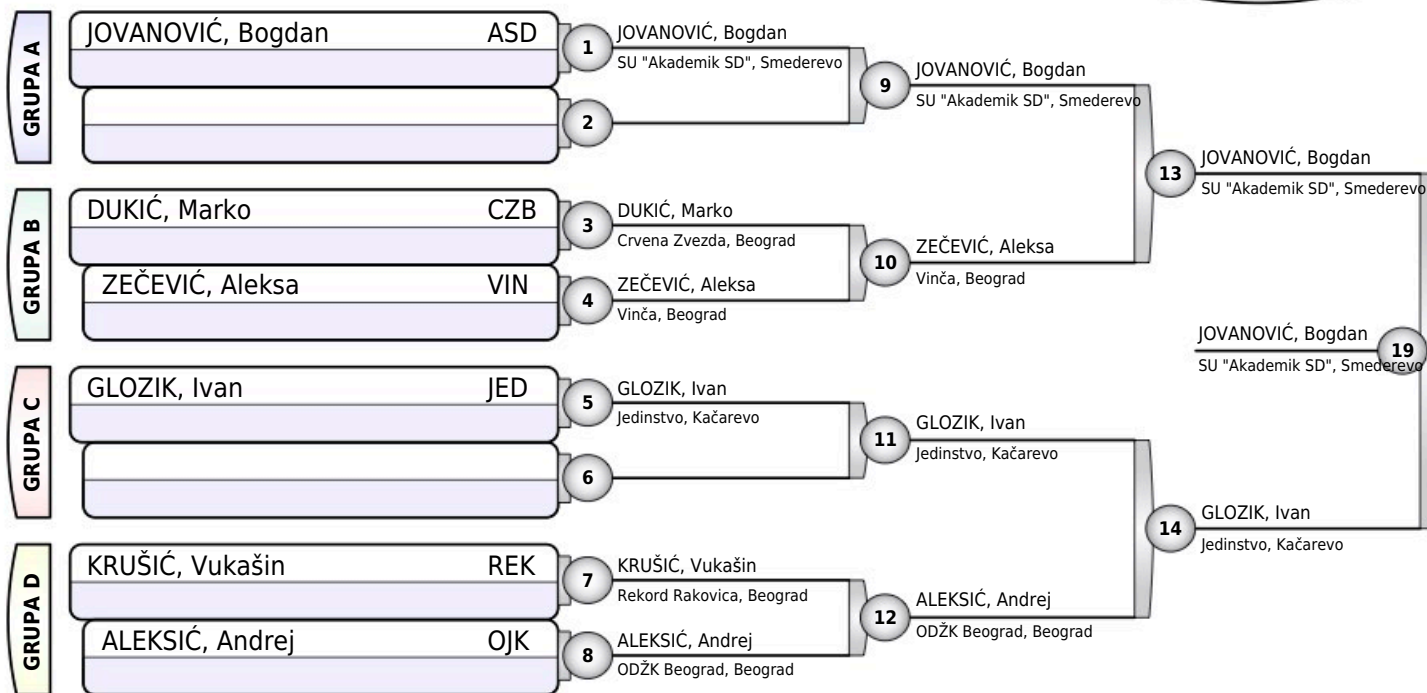 GRUPA A
JOVANOVIĆ, Bogdan ASD
1
JOVANOVIĆ, Bogdan
SU "Akademik SD", Smederevo
2
9
JOVANOVIĆ, Bogdan
SU "Akademik SD", Smederevo
GRUPA B
DUKIĆ, Marko CZB
3
DUKIĆ, Marko
Crvena Zvezda, Beograd
ZEČEVIĆ, Aleksa VIN
4
ZEČEVIĆ, Aleksa
Vinča, Beograd
10
ZEČEVIĆ, Aleksa
Vinča, Beograd
13
JOVANOVIĆ, Bogdan
SU "Akademik SD", Smederevo
GRUPA C
GLOZIK, Ivan JED
5
GLOZIK, Ivan
Jedinstvo, Kačarevo
6
11
GLOZIK, Ivan
Jedinstvo, Kačarevo
GRUPA D
KRUŠIĆ, Vukašin REK
7
KRUŠIĆ, Vukašin
Rekord Rakovica, Beograd
ALEKSIĆ, Andrej OJK
8
ALEKSIĆ, Andrej
ODŽK Beograd, Beograd
12
ALEKSIĆ, Andrej
ODŽK Beograd, Beograd
14
GLOZIK, Ivan
Jedinstvo, Kačarevo
JOVANOVIĆ, Bogdan
SU "Akademik SD", Smederevo
19